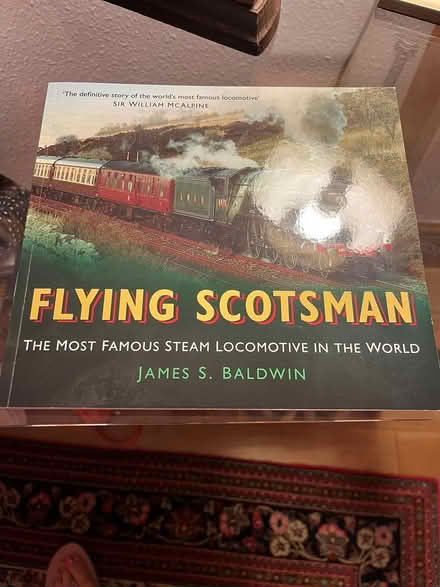 'The definitive story of the world's most famous locomotive'
SIR WILLIAM MCALPINE
FLYING SCOTSMAN
THE MOST FAMOUS STEAM LOCOMOTIVE IN THE WORLD
JAMES S. BALDWIN